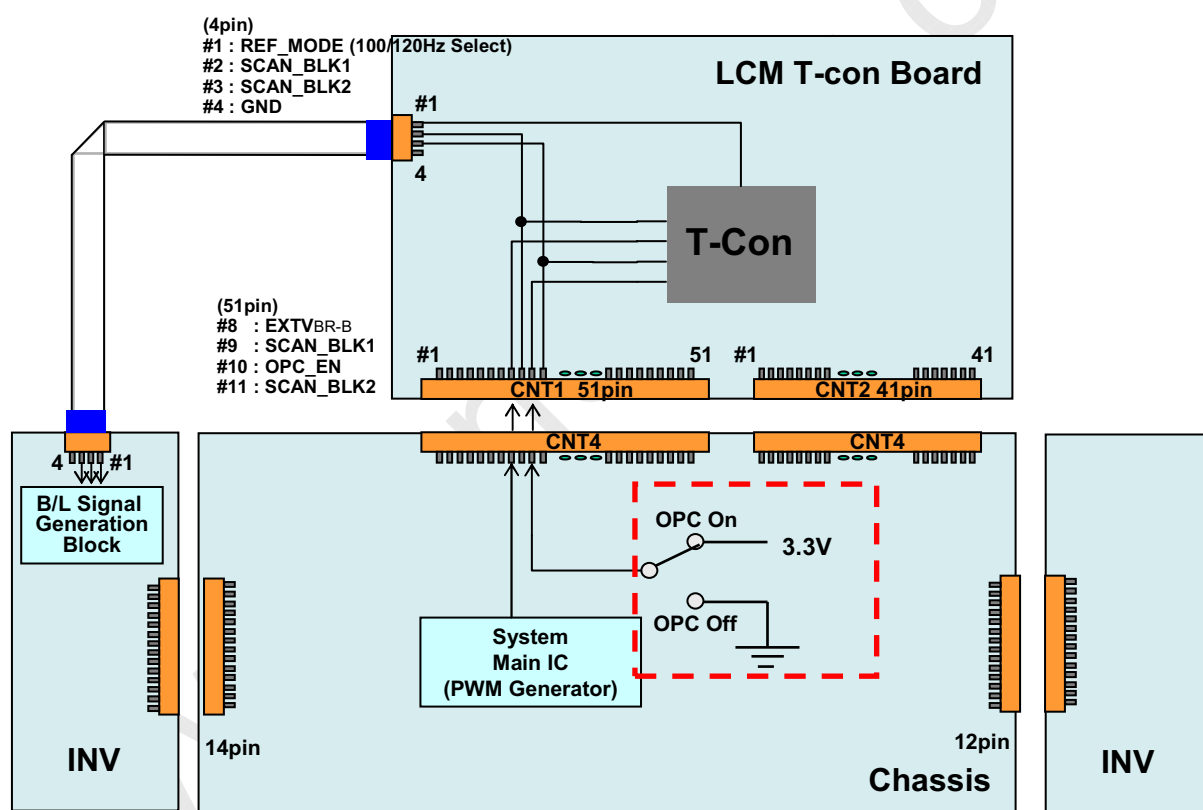 (4pin)
#1 : REF_MODE (100/120Hz Select)
#2 : SCAN_BLK1
#3 : SCAN_BLK2
#4 : GND
LCM T-con Board
#1
4
T-Con
(51pin)
#8 : EXTVBR-B
#9 : SCAN_BLK1
#10 : OPC_EN
#11 : SCAN_BLK2
#1
51
#1
41
CNT1 51pin
CNT2 41pin
CNT4
CNT4
4
#1
B/L Signal
Generation
Block
OPC On
3.3V
OPC Off
System
Main IC
(PWM Generator)
14pin
12pin
INV
Chassis
INV